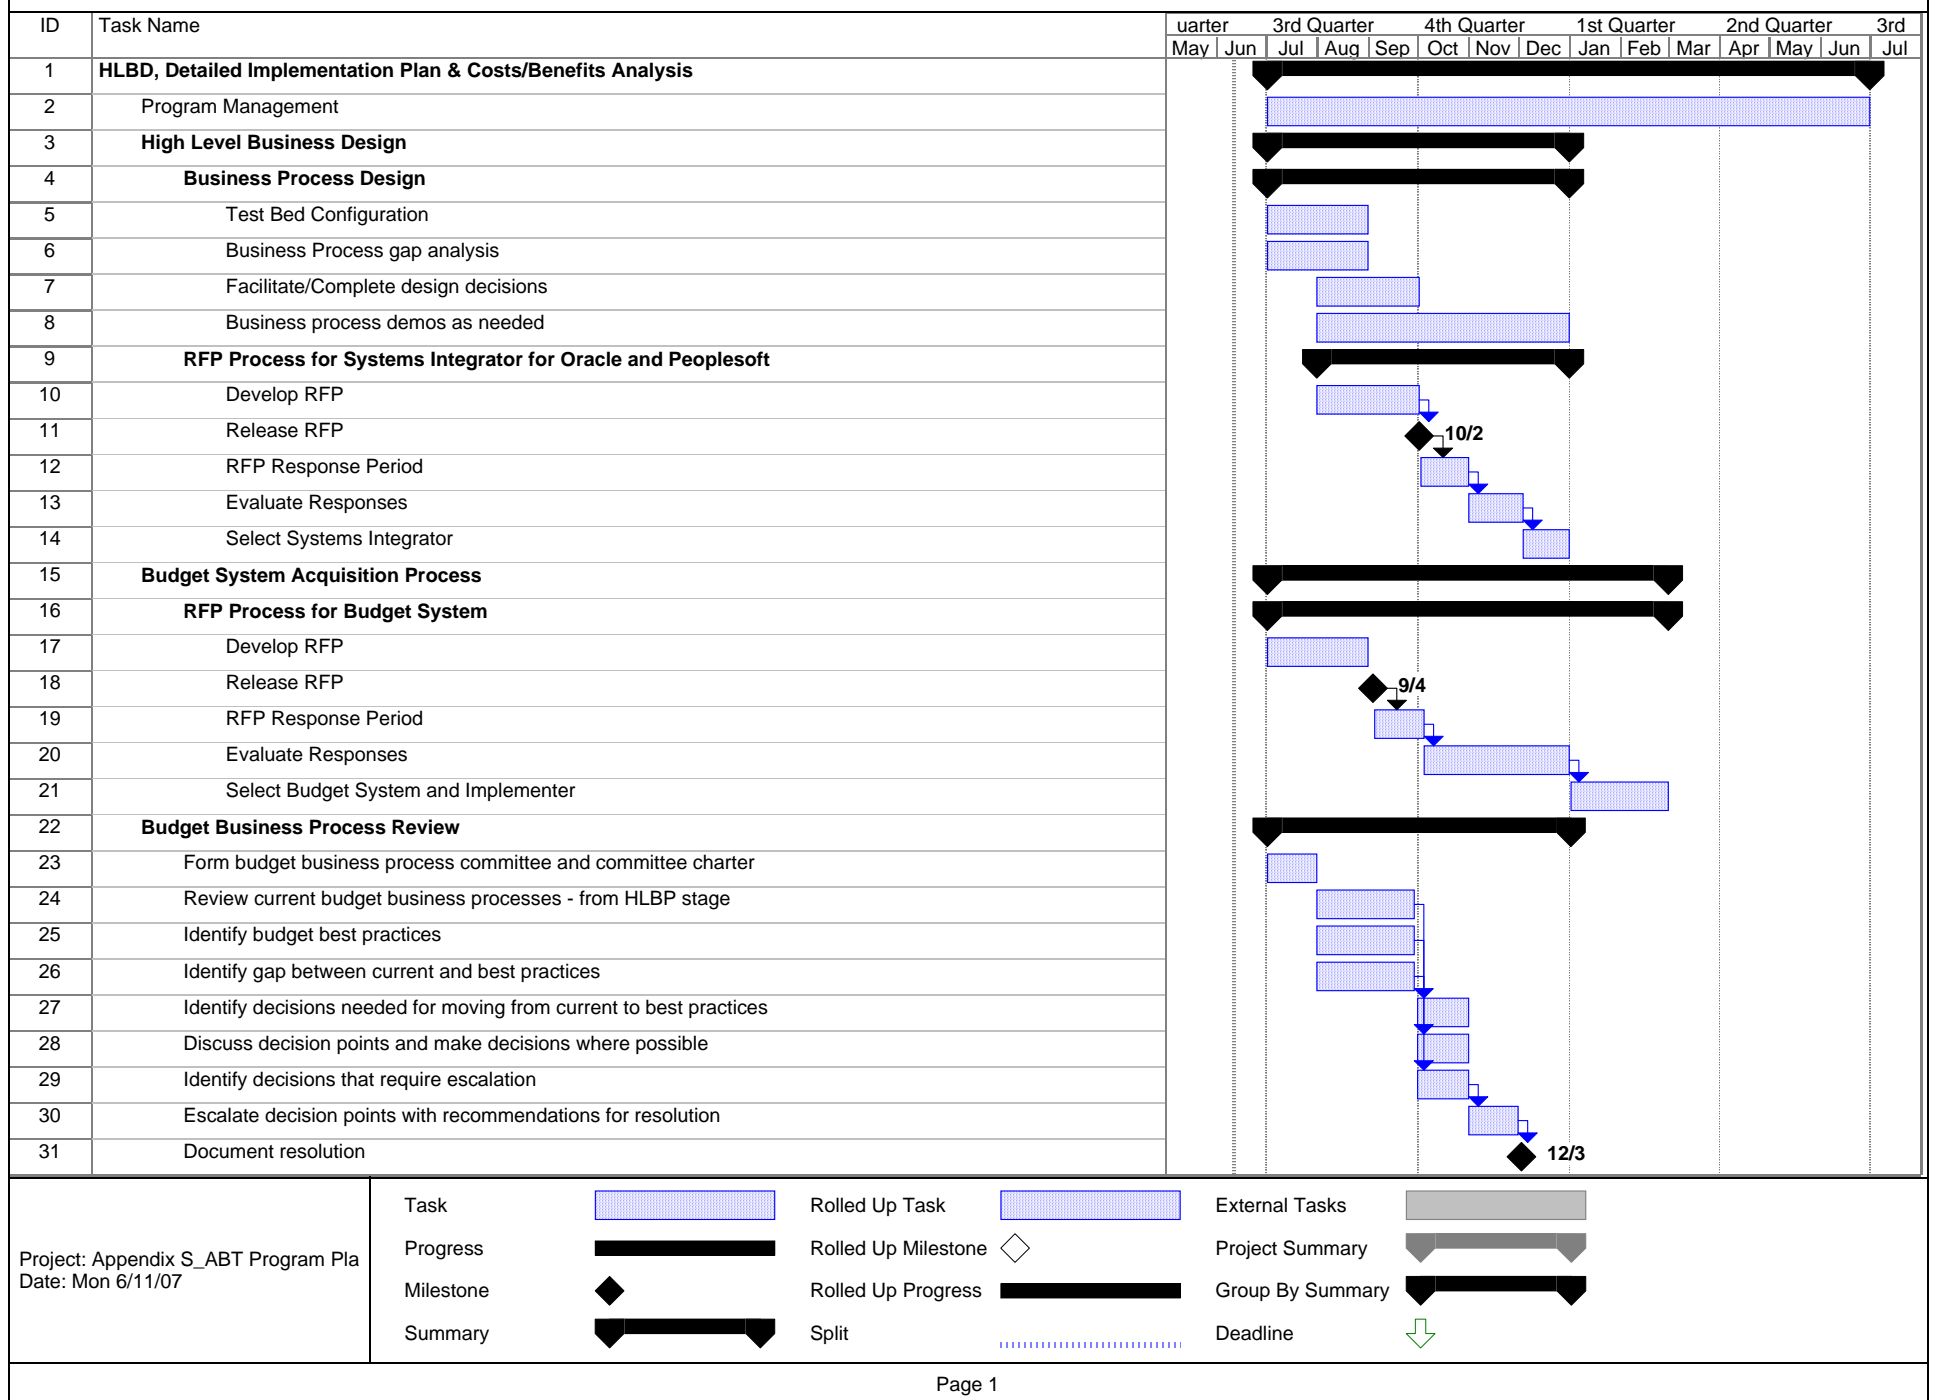 ID Task Name uarter 3rd Quarter 4th Quarter 1st Quarter 2nd Quarter 3rd
May Jun Jul Aug Sep Oct Nov Dec Jan Feb Mar Apr May Jun Jul
1 HLBD, Detailed Implementation Plan & Costs/Benefits Analysis
2 Program Management
3 High Level Business Design
4 Business Process Design
5 Test Bed Configuration
6 Business Process gap analysis
7 Facilitate/Complete design decisions
8 Business process demos as needed
9 RFP Process for Systems Integrator for Oracle and Peoplesoft
10 Develop RFP
11 Release RFP 10/2
12 RFP Response Period
13 Evaluate Responses
14 Select Systems Integrator
15 Budget System Acquisition Process
16 RFP Process for Budget System
17 Develop RFP
18 Release RFP 9/4
19 RFP Response Period
20 Evaluate Responses
21 Select Budget System and Implementer
22 Budget Business Process Review
23 Form budget business process committee and committee charter
24 Review current budget business processes - from HLBP stage
25 Identify budget best practices
26 Identify gap between current and best practices
27 Identify decisions needed for moving from current to best practices
28 Discuss decision points and make decisions where possible
29 Identify decisions that require escalation
30 Escalate decision points with recommendations for resolution
31 Document resolution 12/3
Project: Appendix S_ABT Program Pla
Date: Mon 6/11/07
Task Rolled Up Task External Tasks
Progress Rolled Up Milestone Project Summary
Milestone Rolled Up Progress Group By Summary
Summary Split Deadline
Page 1